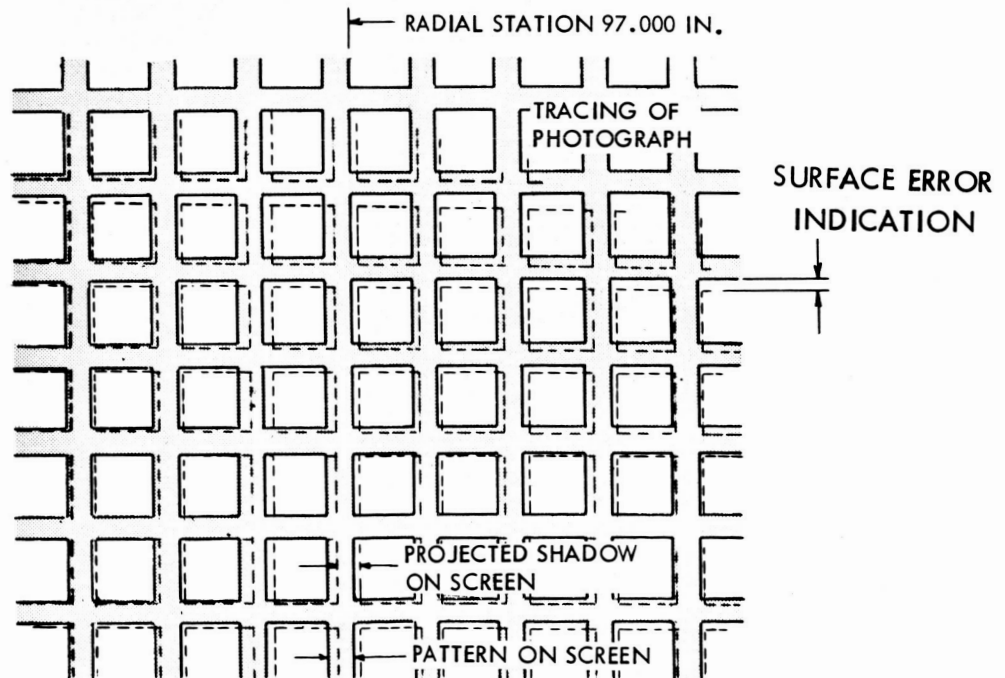 RADIAL STATION 97.000 IN.
TRACING OF
PHOTOGRAPH
SURFACE ERROR
INDICATION
PROJECTED SHADOW
ON SCREEN
PATTERN ON SCREEN